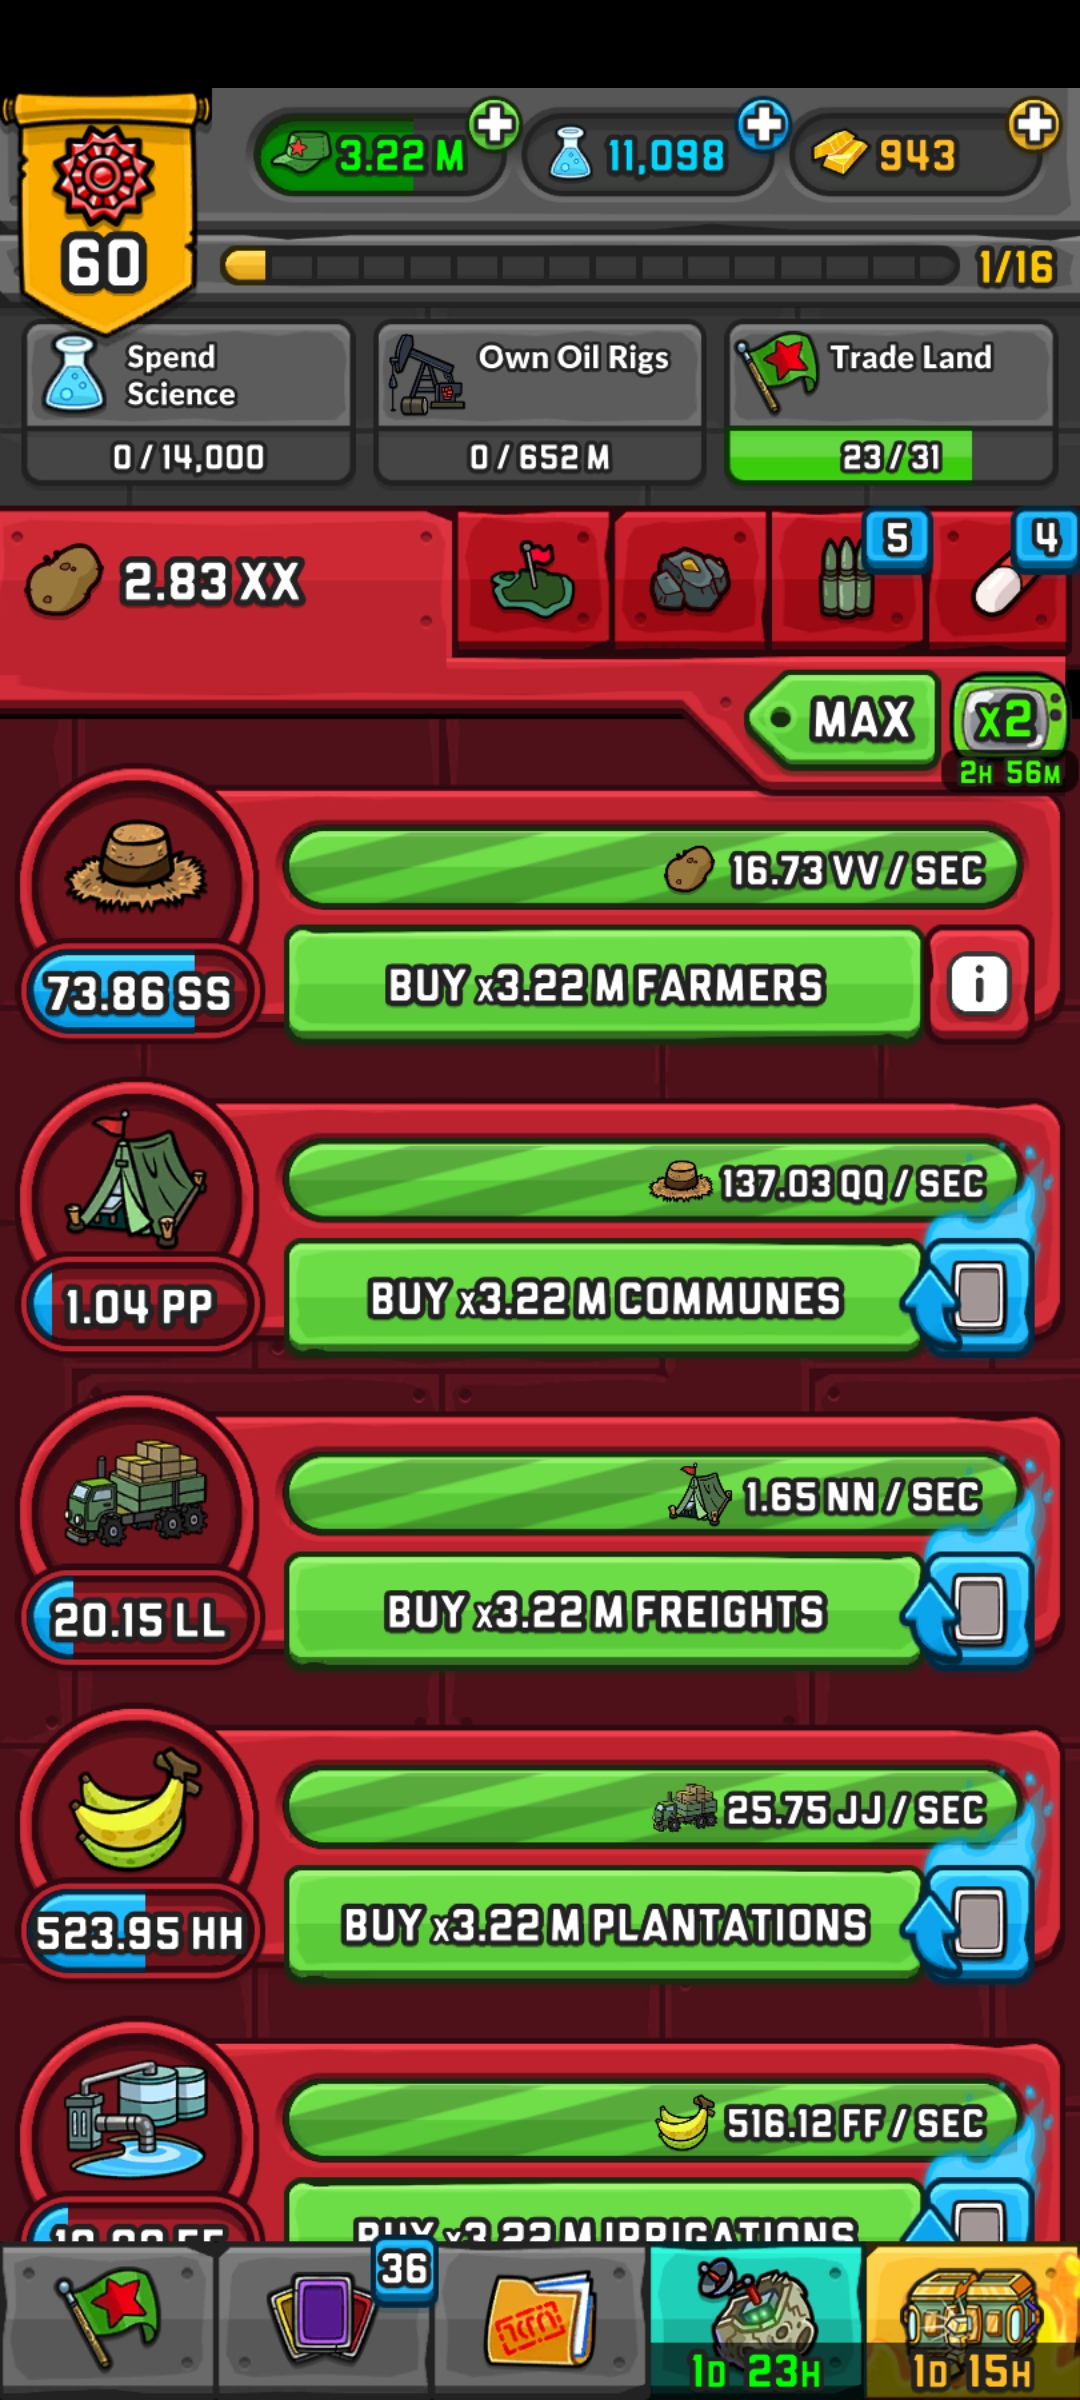 60
3.22 M
11,098
943
1/16
Spend
Science
0/14,000
Own Oil Rigs
0/652 M
Trade Land
23/31
2.83 XX
5
4
MAX
x2
2H 56M
16.73 VV / SEC
73.86 SS
BUY x3.22 M FARMERS
i
137.03 QQ / SEC
1.04 PP
BUY x3.22 M COMMUNES
1.65 NN / SEC
20.15 LL
BUY x3.22 M FREIGHTS
25.75 JJ / SEC
523.95 HH
BUY x3.22 M PLANTATIONS
516.12 FF / SEC
BUY x3.22 M IRRIGATIONS
36
1D 23H
1D 15H